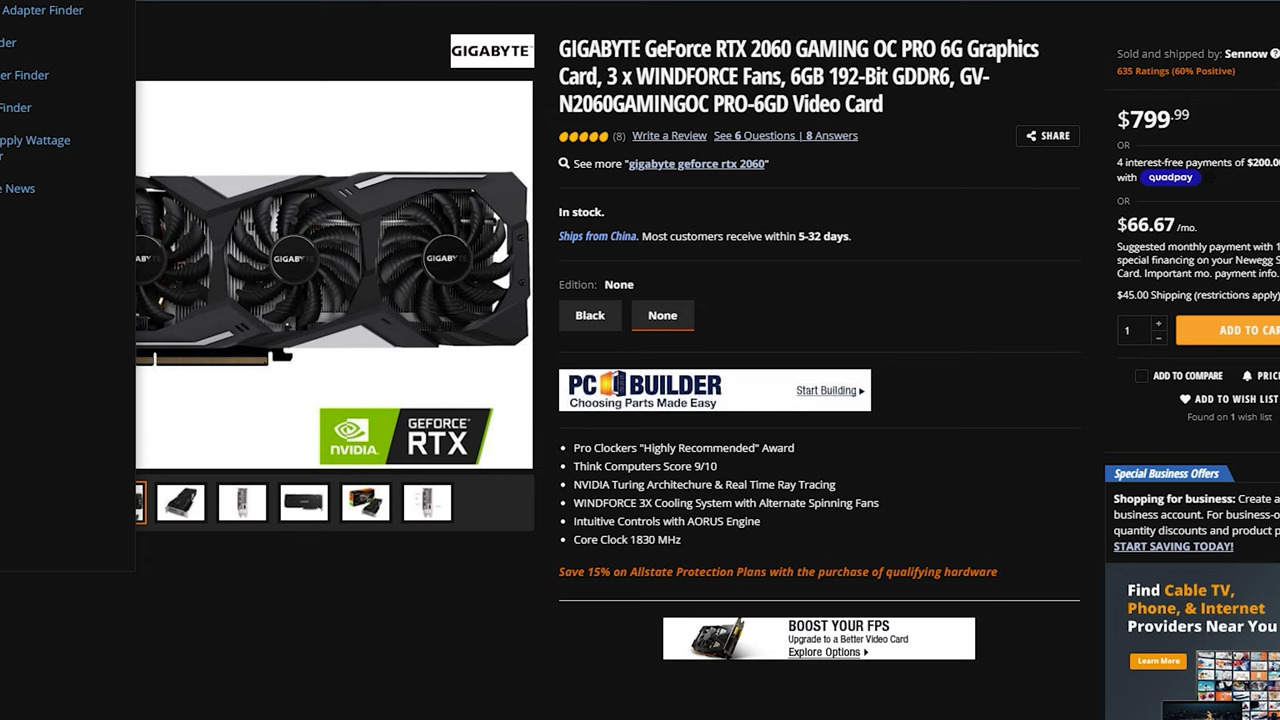 Adapter Finder
der
er Finder
Finder
pply Wattage
r
e News
GIGABYTE
GIGABYTE
GIGABYTE
NVIDIA.
GEFORCE
RTX
GIGABYTE GeForce RTX 2060 GAMING OC PRO 6G Graphics
Card, 3 x WINDFORCE Fans, 6GB 192-Bit GDDR6, GV-
N2060GAMINGOC PRO-6GD Video Card
(8) Write a Review See 6 Questions | 8 Answers
SHARE
See more "gigabyte geforce rtx 2060"
In stock.
Ships from China. Most customers receive within 5-32 days.
Edition: None
Black None
PC BUILDER
Choosing Parts Made Easy
Start Building
Pro Clockers "Highly Recommended" Award
Think Computers Score 9/10
NVIDIA Turing Architechure & Real Time Ray Tracing
WINDFORCE 3X Cooling System with Alternate Spinning Fans
Intuitive Controls with AORUS Engine
Core Clock 1830 MHz
Save 15% on Allstate Protection Plans with the purchase of qualifying hardware
BOOST YOUR FPS
Upgrade to a Better Video Card
Explore Options
Sold and shipped by: Sennow
635 Ratings (60% Positive)
$799.99
OR
4 interest-free payments of $200.0
with quadpay
OR
$66.67 /mo.
Suggested monthly payment with 1
special financing on your Newegg S
Card. Important mo. payment info.
$45.00 Shipping (restrictions apply)
1 + − ADD TO CAR
ADD TO COMPARE PRIC
ADD TO WISH LIST
Found on 1 wish list
Special Business Offers
Shopping for business: Create a
business account. For business-o
quantity discounts and product p
START SAVING TODAY!
Find Cable TV,
Phone, & Internet
Providers Near You
Learn More